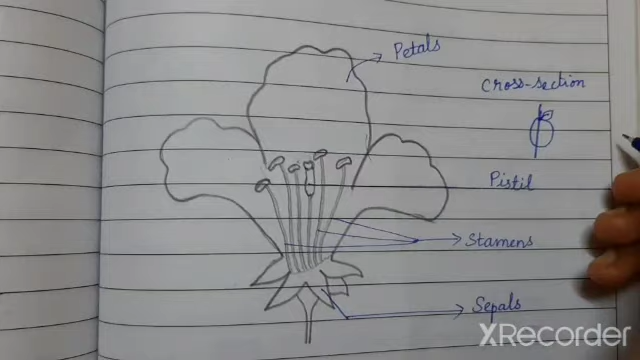 Petals
Cross-section
Pistil
Stamens
Sepals
XRecorder